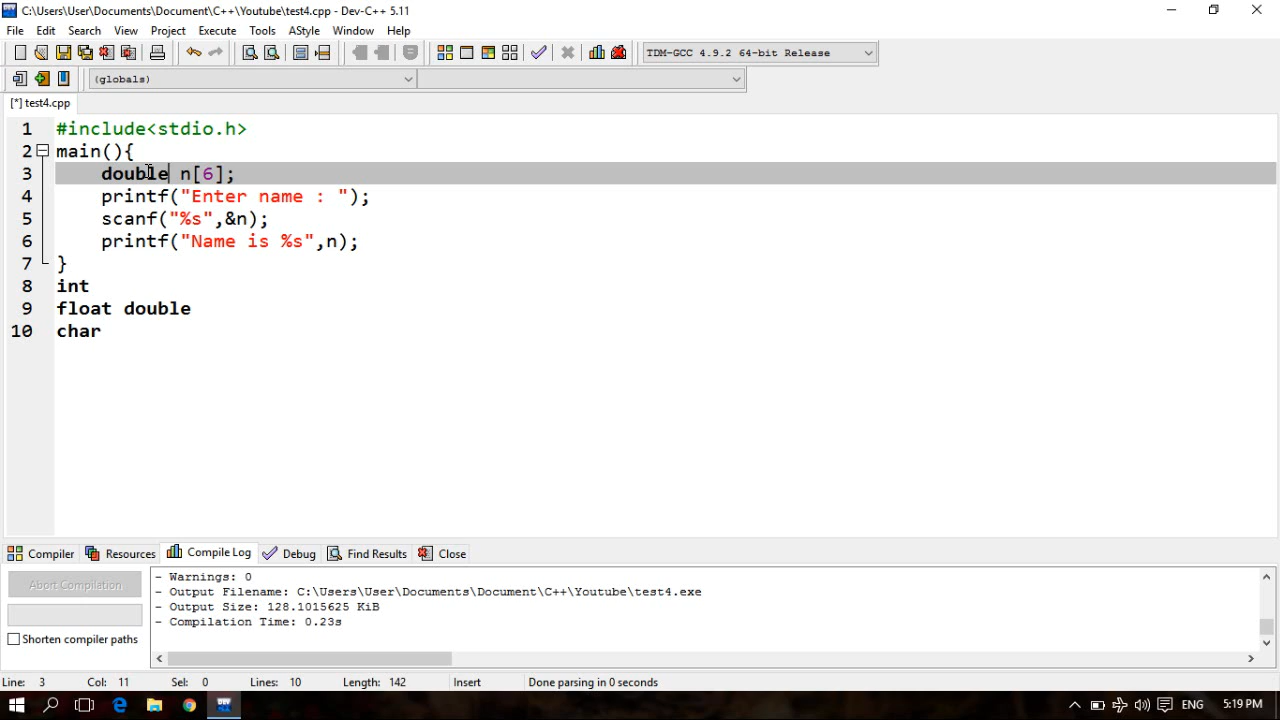 C:\Users\User\Documents\Document\C++\Youtube\test4.cpp - Dev-C++ 5.11
File Edit Search View Project Execute Tools AStyle Window Help
TDM-GCC 4.9.2 64-bit Release
(globals)
[*] test4.cpp
1 #include<stdio.h>
2 main(){
3 double n[6];
4 printf("Enter name : ");
5 scanf("%s",&n);
6 printf("Name is %s",n);
7 }
8 int
9 float double
10 char
Compiler Resources Compile Log Debug Find Results Close
Abort Compilation
Shorten compiler paths
- Warnings: 0
- Output Filename: C:\Users\User\Documents\Document\C++\Youtube\test4.exe
- Output Size: 128.1015625 KiB
- Compilation Time: 0.23s
Line: 3 Col: 11 Sel: 0 Lines: 10 Length: 142 Insert Done parsing in 0 seconds
DEV
ENG 5:19 PM